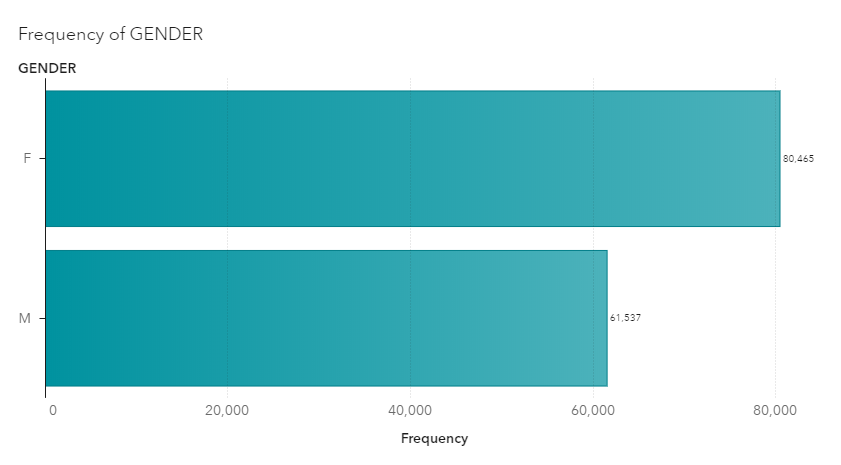 Frequency of GENDER
GENDER
F
80,465
M
61,537
0
20,000
40,000
60,000
80,000
Frequency